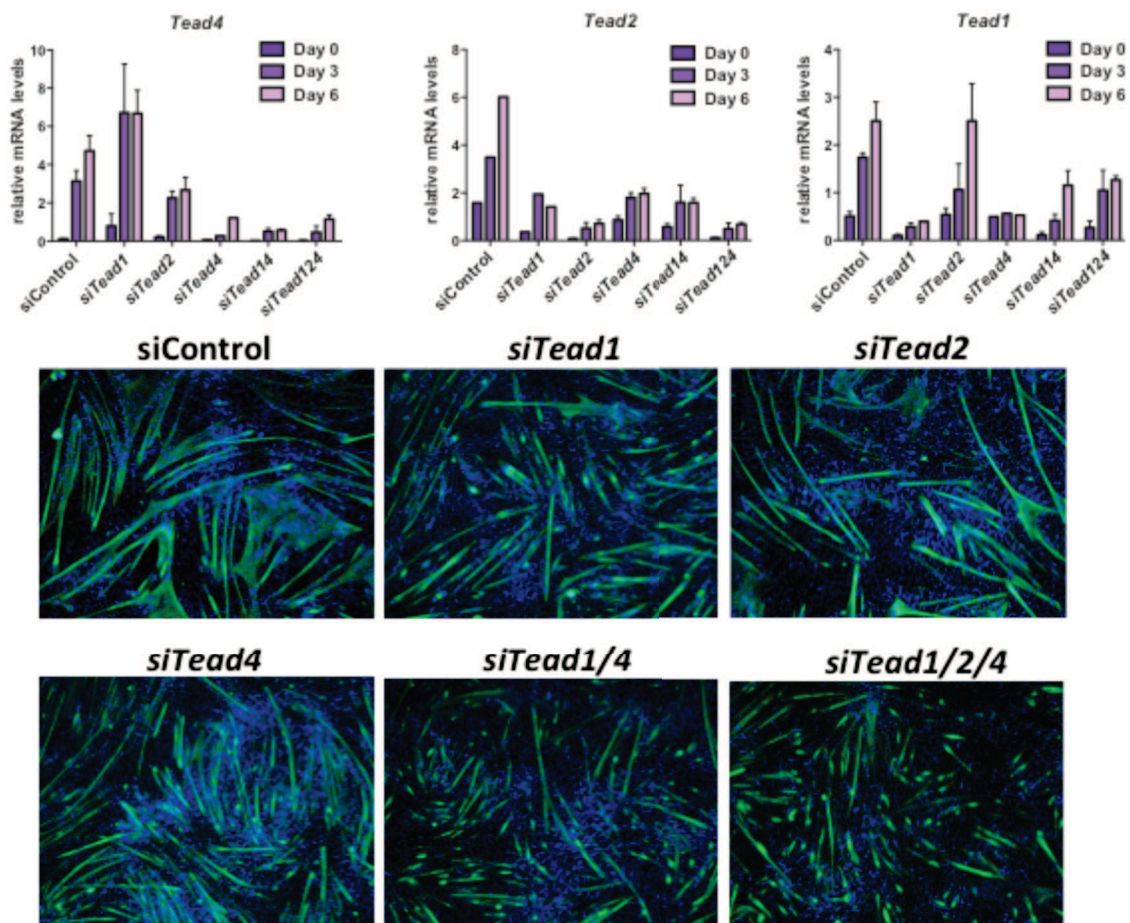 Tead4
relative mRNA levels
10
8
6
4
2
0
Day 0
Day 3
Day 6
siControl
siTead1
siTead2
siTead4
siTead14
siTead124
Tead2
relative mRNA levels
8
6
4
2
0
Day 0
Day 3
Day 6
siControl
siTead1
siTead2
siTead4
siTead14
siTead124
Tead1
relative mRNA levels
4
3
2
1
0
Day 0
Day 3
Day 6
siControl
siTead1
siTead2
siTead4
siTead14
siTead124
siControl
siTead1
siTead2
siTead4
siTead1/4
siTead1/2/4